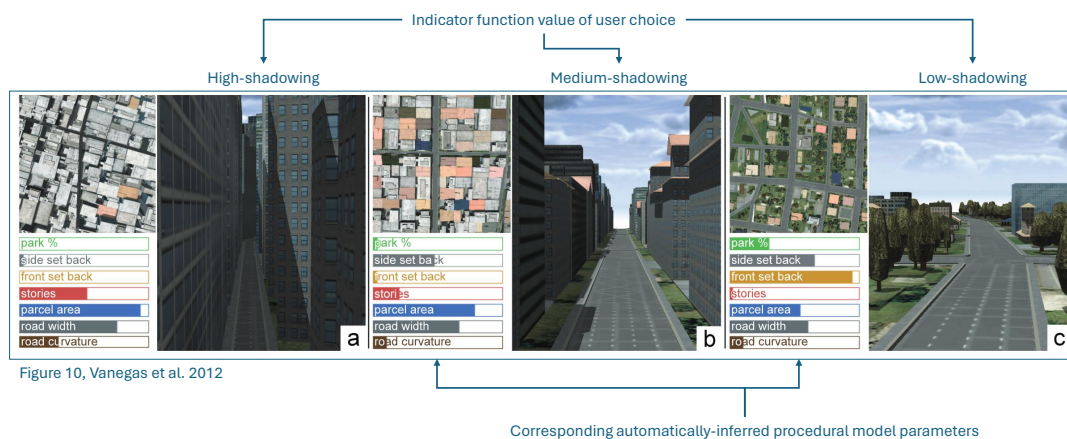 Indicator function value of user choice
High-shadowing
Medium-shadowing
Low-shadowing
park %
side set back
front set back
stories
parcel area
road width
road curvature
a
park %
side set back
front set back
stories
parcel area
road width
road curvature
b
park %
side set back
front set back
stories
parcel area
road width
road curvature
c
Figure 10, Vanegas et al. 2012
Corresponding automatically-inferred procedural model parameters